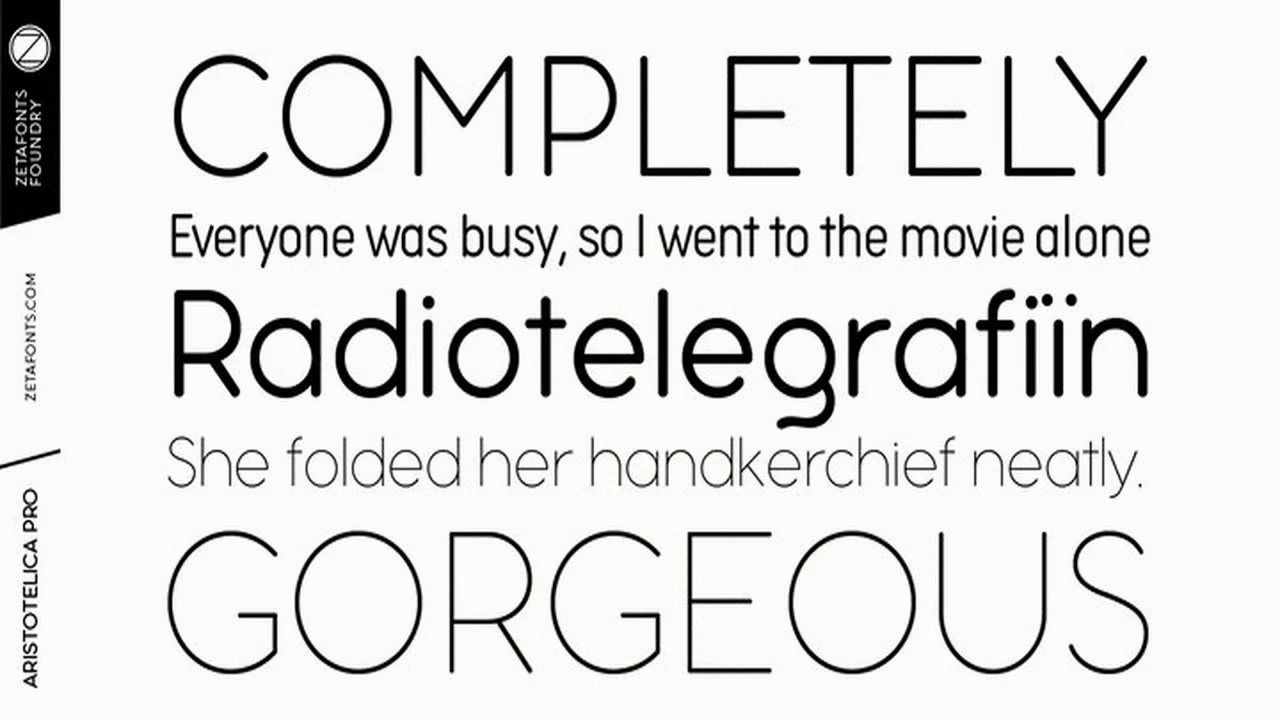 ZETAFONTS
FOUNDRY
ZETAFONTS.COM
ARISTOTELICA PRO
COMPLETELY
Everyone was busy, so I went to the movie alone
Radiotelegrafiïn
She folded her handkerchief neatly.
GORGEOUS